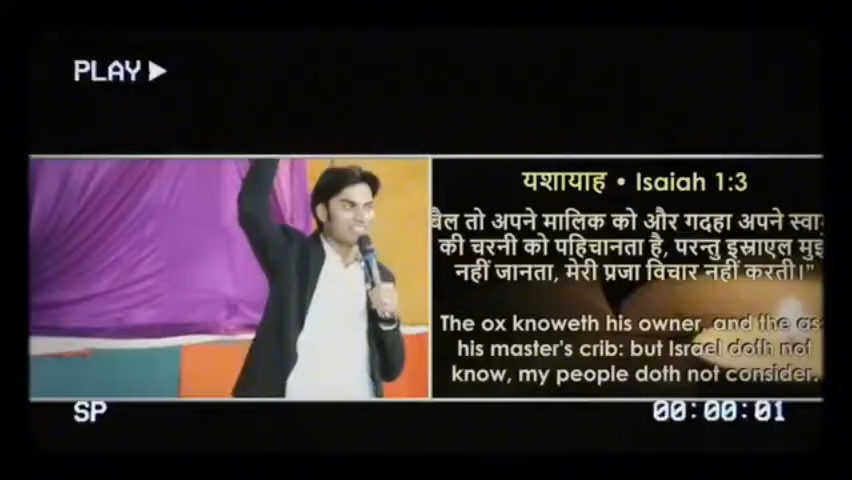 PLAY
यशायाह • Isaiah 1:3
बैल तो अपने मालिक को और गदहा अपने
की चरनी को पहिचानता है, परन्तु इस्राएल
नहीं जानता, मेरी प्रजा विचार नहीं करती।"
The ox knoweth his owner, and the
his master's crib: but Israel doth not
know, my people doth not consider.
SP
00:00:01